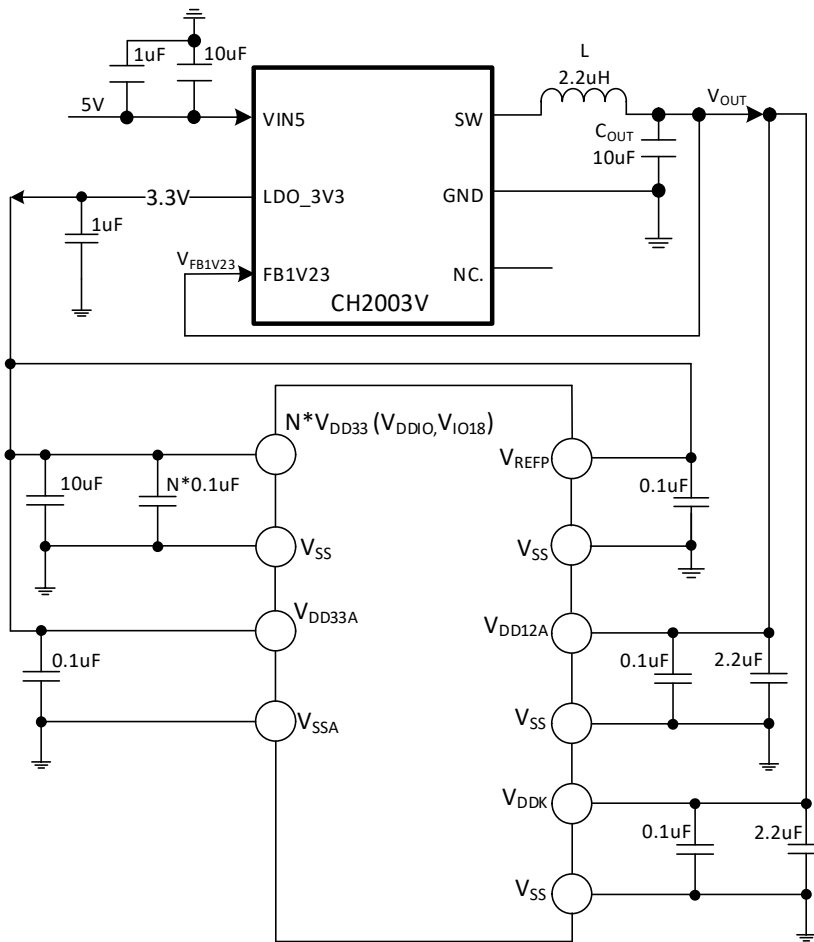 1uF
10uF
5V
VIN5
SW
L
2.2uH
VOUT
COUT
10uF
3.3V
LDO_3V3
GND
1uF
VFB1V23
FB1V23
NC.
CH2003V
N*VDD33 (VDDIO,VIO18)
VREFP
10uF
N*0.1uF
0.1uF
VSS
VSS
VDD33A
VDD12A
0.1uF
0.1uF
2.2uF
VSSA
VSS
VDDK
0.1uF
2.2uF
VSS